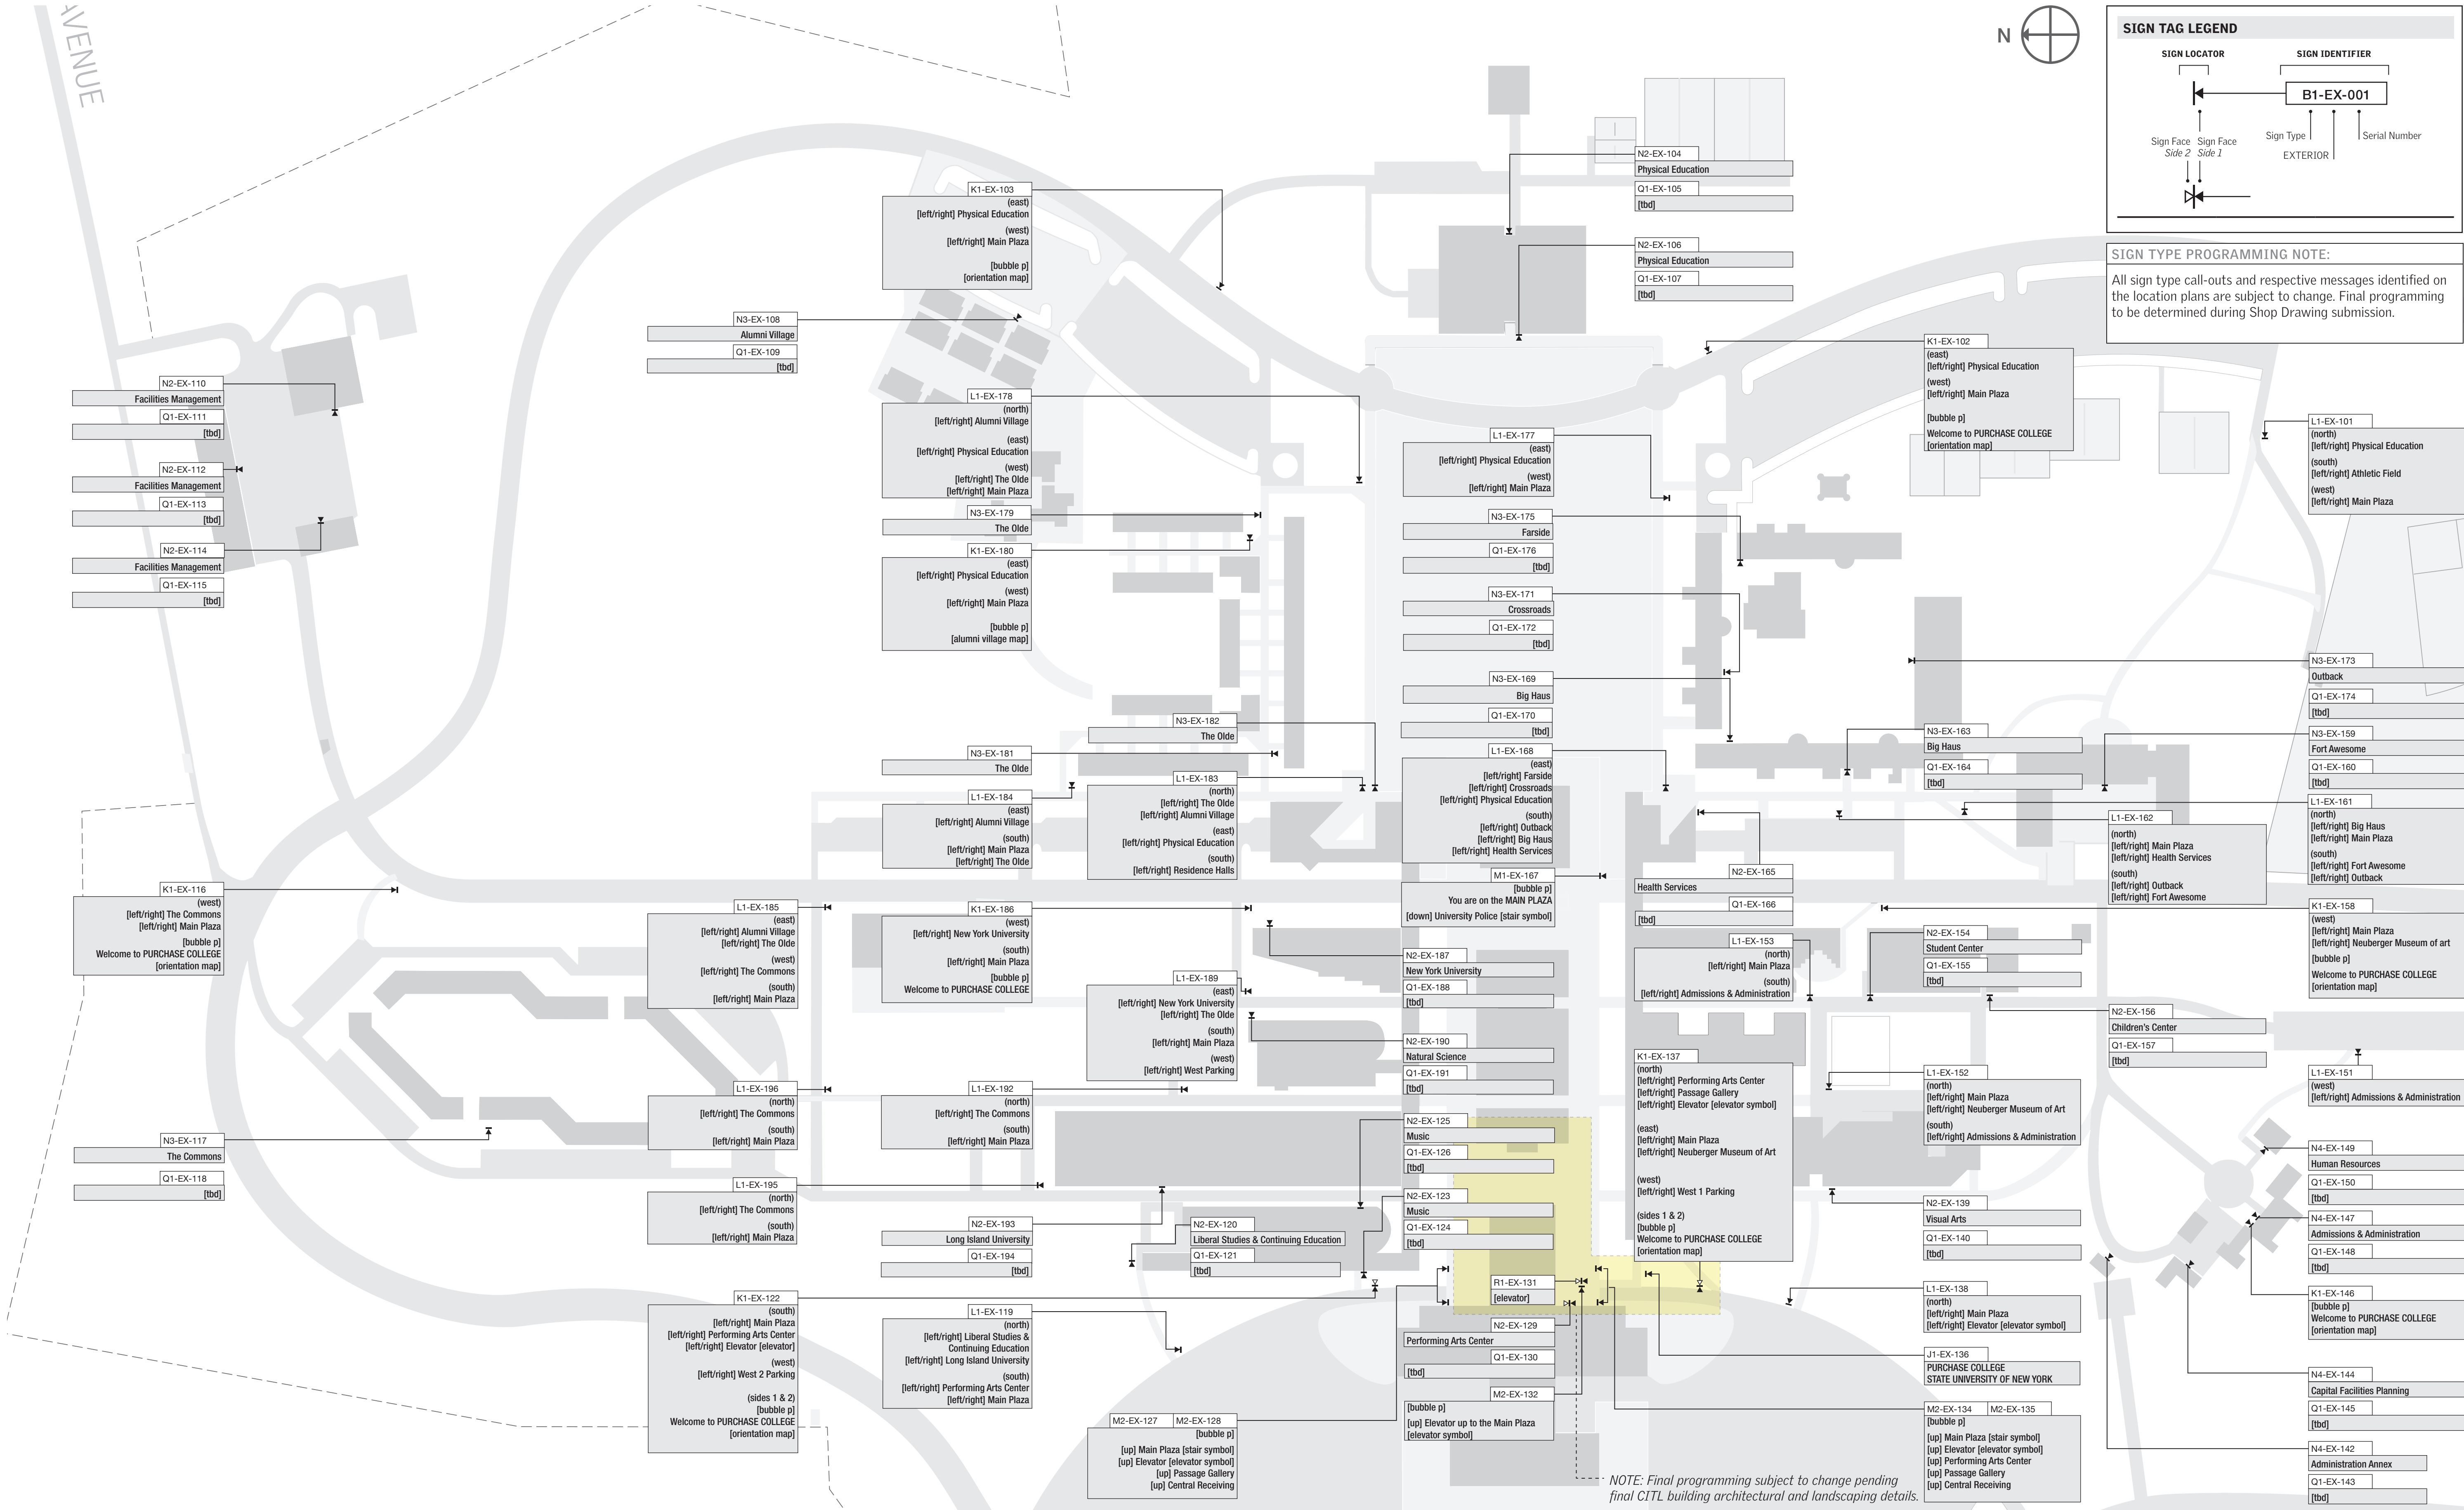 AVENUE
N
SIGN TAG LEGEND
SIGN LOCATOR
SIGN IDENTIFIER
B1-EX-001
Sign Face
Side 2
Sign Face
Side 1
Sign Type
EXTERIOR
Serial Number
SIGN TYPE PROGRAMMING NOTE:
All sign type call-outs and respective messages identified on
the location plans are subject to change. Final programming
to be determined during Shop Drawing submission.
N2-EX-110
Facilities Management
Q1-EX-111
[tbd]
N2-EX-112
Facilities Management
Q1-EX-113
[tbd]
N2-EX-114
Facilities Management
Q1-EX-115
[tbd]
K1-EX-116
(west)
[left/right] The Commons
[left/right] Main Plaza
[bubble p]
Welcome to PURCHASE COLLEGE
[orientation map]
N3-EX-117
The Commons
Q1-EX-118
[tbd]
N3-EX-108
Alumni Village
Q1-EX-109
[tbd]
L1-EX-185
(east)
[left/right] Alumni Village
[left/right] The Olde
(west)
[left/right] The Commons
(south)
[left/right] Main Plaza
L1-EX-196
(north)
[left/right] The Commons
(south)
[left/right] Main Plaza
L1-EX-195
(north)
[left/right] The Commons
(south)
[left/right] Main Plaza
K1-EX-122
(south)
[left/right] Main Plaza
[left/right] Performing Arts Center
[left/right] Elevator [elevator]
(west)
[left/right] West 2 Parking
(sides 1 & 2)
[bubble p]
Welcome to PURCHASE COLLEGE
[orientation map]
K1-EX-103
(east)
[left/right] Physical Education
(west)
[left/right] Main Plaza
[bubble p]
[orientation map]
L1-EX-178
(north)
[left/right] Alumni Village
(east)
[left/right] Physical Education
(west)
[left/right] The Olde
[left/right] Main Plaza
N3-EX-179
The Olde
K1-EX-180
(east)
[left/right] Physical Education
(west)
[left/right] Main Plaza
[bubble p]
[alumni village map]
N3-EX-181
The Olde
L1-EX-184
(east)
[left/right] Alumni Village
(south)
[left/right] Main Plaza
[left/right] The Olde
K1-EX-186
(west)
[left/right] New York University
(south)
[left/right] Main Plaza
[bubble p]
Welcome to PURCHASE COLLEGE
L1-EX-192
(north)
[left/right] The Commons
(south)
[left/right] Main Plaza
N2-EX-193
Long Island University
Q1-EX-194
[tbd]
L1-EX-119
(north)
[left/right] Liberal Studies &
Continuing Education
[left/right] Long Island University
(south)
[left/right] Performing Arts Center
[left/right] Main Plaza
N3-EX-182
The Olde
L1-EX-183
(north)
[left/right] The Olde
[left/right] Alumni Village
(east)
[left/right] Physical Education
(south)
[left/right] Residence Halls
L1-EX-189
(east)
[left/right] New York University
[left/right] The Olde
(south)
[left/right] Main Plaza
(west)
[left/right] West Parking
N2-EX-120
Liberal Studies & Continuing Education
Q1-EX-121
[tbd]
M2-EX-127
M2-EX-128
[bubble p]
[up] Main Plaza [stair symbol]
[up] Elevator [elevator symbol]
[up] Passage Gallery
[up] Central Receiving
L1-EX-177
(east)
[left/right] Physical Education
(west)
[left/right] Main Plaza
N3-EX-175
Farside
Q1-EX-176
[tbd]
N3-EX-171
Crossroads
Q1-EX-172
[tbd]
N3-EX-169
Big Haus
Q1-EX-170
[tbd]
L1-EX-168
(east)
[left/right] Farside
[left/right] Crossroads
[left/right] Physical Education
(south)
[left/right] Outback
[left/right] Big Haus
[left/right] Health Services
M1-EX-167
[bubble p]
You are on the MAIN PLAZA
[down] University Police [stair symbol]
N2-EX-187
New York University
Q1-EX-188
[tbd]
N2-EX-190
Natural Science
Q1-EX-191
[tbd]
N2-EX-125
Music
Q1-EX-126
[tbd]
N2-EX-123
Music
Q1-EX-124
[tbd]
R1-EX-131
[elevator]
N2-EX-129
Performing Arts Center
Q1-EX-130
[tbd]
M2-EX-132
[bubble p]
[up] Elevator up to the Main Plaza
[elevator symbol]
N2-EX-104
Physical Education
Q1-EX-105
[tbd]
N2-EX-106
Physical Education
Q1-EX-107
[tbd]
N2-EX-165
Health Services
Q1-EX-166
[tbd]
L1-EX-153
(north)
[left/right] Main Plaza
(south)
[left/right] Admissions & Administration
K1-EX-137
(north)
[left/right] Performing Arts Center
[left/right] Passage Gallery
[left/right] Elevator [elevator symbol]
(east)
[left/right] Main Plaza
[left/right] Neuberger Museum of Art
(west)
[left/right] West 1 Parking
(sides 1 & 2)
[bubble p]
Welcome to PURCHASE COLLEGE
[orientation map]
NOTE: Final programming subject to change pending
final CITL building architectural and landscaping details.
K1-EX-102
(east)
[left/right] Physical Education
(west)
[left/right] Main Plaza
[bubble p]
Welcome to PURCHASE COLLEGE
[orientation map]
N3-EX-163
Big Haus
Q1-EX-164
[tbd]
N2-EX-154
Student Center
Q1-EX-155
[tbd]
L1-EX-152
(north)
[left/right] Main Plaza
[left/right] Neuberger Museum of Art
(south)
[left/right] Admissions & Administration
N2-EX-139
Visual Arts
Q1-EX-140
[tbd]
L1-EX-138
(north)
[left/right] Main Plaza
[left/right] Elevator [elevator symbol]
J1-EX-136
PURCHASE COLLEGE
STATE UNIVERSITY OF NEW YORK
M2-EX-134
M2-EX-135
[bubble p]
[up] Main Plaza [stair symbol]
[up] Elevator [elevator symbol]
[up] Performing Arts Center
[up] Passage Gallery
[up] Central Receiving
L1-EX-162
(north)
[left/right] Main Plaza
[left/right] Health Services
(south)
[left/right] Outback
[left/right] Fort Awesome
N2-EX-156
Children's Center
Q1-EX-157
[tbd]
L1-EX-101
(north)
[left/right] Physical Education
(south)
[left/right] Athletic Field
(west)
[left/right] Main Plaza
N3-EX-173
Outback
Q1-EX-174
[tbd]
N3-EX-159
Fort Awesome
Q1-EX-160
[tbd]
L1-EX-161
(north)
[left/right] Big Haus
[left/right] Main Plaza
(south)
[left/right] Fort Awesome
[left/right] Outback
K1-EX-158
(west)
[left/right] Main Plaza
[left/right] Neuberger Museum of art
[bubble p]
Welcome to PURCHASE COLLEGE
[orientation map]
L1-EX-151
(west)
[left/right] Admissions & Administration
N4-EX-149
Human Resources
Q1-EX-150
[tbd]
N4-EX-147
Admissions & Administration
Q1-EX-148
[tbd]
K1-EX-146
[bubble p]
Welcome to PURCHASE COLLEGE
[orientation map]
N4-EX-144
Capital Facilities Planning
Q1-EX-145
[tbd]
N4-EX-142
Administration Annex
Q1-EX-143
[tbd]